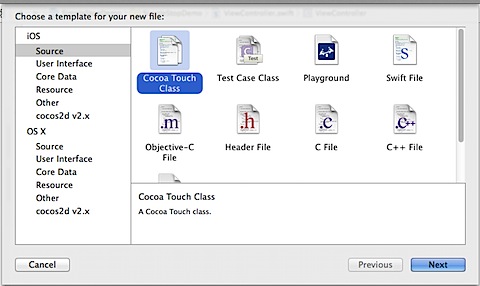 Choose a template for your new file:
iOS
Source
User Interface
Core Data
Resource
Other
cocos2d v2.x
OS X
Source
User Interface
Core Data
Resource
Other
cocos2d v2.x
Cocoa Touch
Class
Test Case Class
Playground
Swift File
Objective-C
File
Header File
C File
C++ File
Cocoa Touch Class
A Cocoa Touch class.
Cancel
Previous
Next